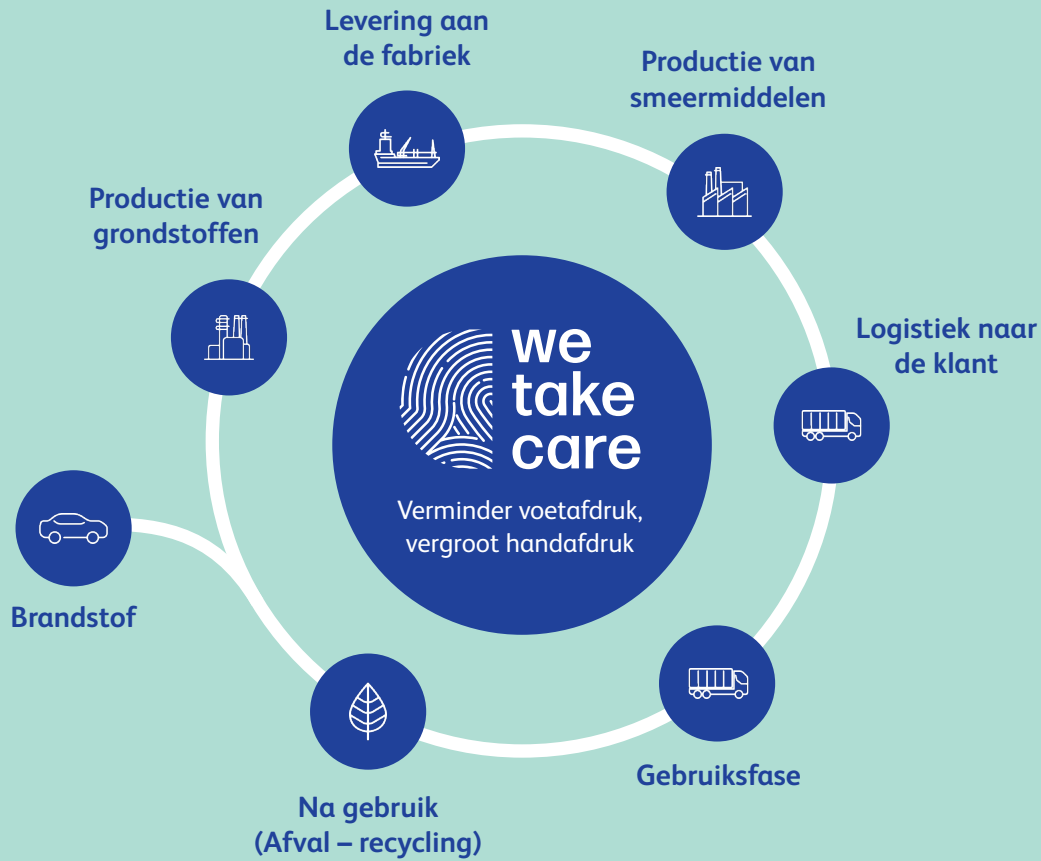 Levering aan
de fabriek
Productie van
smeermiddelen
Productie van
grondstoffen
Logistiek naar
de klant
we
take
care
Verminder voetafdruk,
vergroot handafdruk
Brandstof
Gebruiksfase
Na gebruik
(Afval – recycling)